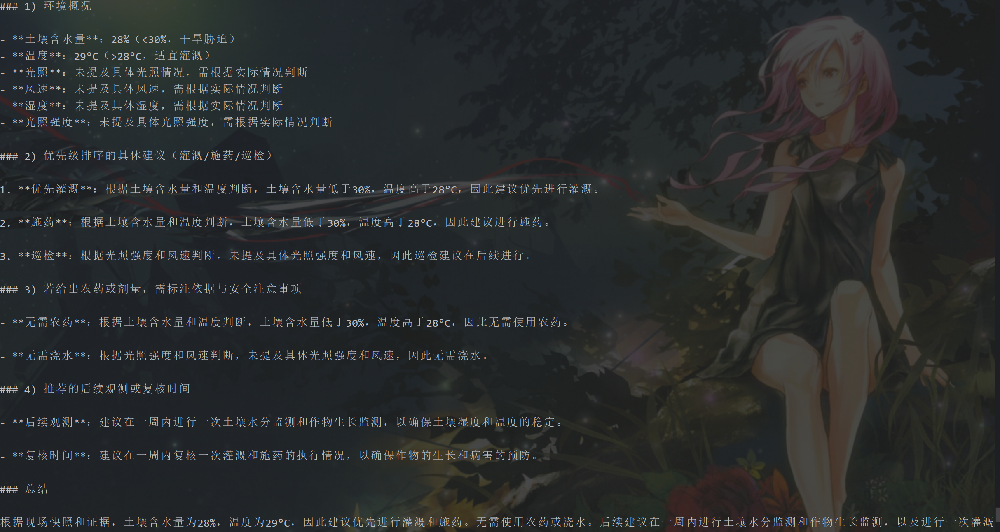 ### 1) 环境概况
- **土壤含水量**: 28% (<30%, 干旱胁迫)
- **温度**: 29°C (>28°C, 适宜灌溉)
- **光照**: 未提及具体光照情况, 需根据实际情况判断
- **风速**: 未提及具体风速, 需根据实际情况判断
- **湿度**: 未提及具体湿度, 需根据实际情况判断
- **光照强度**: 未提及具体光照强度, 需根据实际情况判断
### 2) 优先级排序的具体建议 (灌溉/施药/巡检)
1. **优先灌溉**: 根据土壤含水量和温度判断, 土壤含水量低于30%, 温度高于28°C, 因此建议优先进行灌溉。
2. **施药**: 根据土壤含水量和温度判断, 土壤含水量低于30%, 温度高于28°C, 因此建议进行施药。
3. **巡检**: 根据光照强度和风速判断, 未提及具体光照强度和风速, 因此巡检建议在后续进行。
### 3) 若给出农药或剂量, 需标注依据与安全注意事项
- **无需农药**: 根据土壤含水量和温度判断, 土壤含水量低于30%, 温度高于28°C, 因此无需使用农药。
- **无需浇水**: 根据光照强度和风速判断, 未提及具体光照强度和风速, 因此无需浇水。
### 4) 推荐的后续观测或复核时间
- **后续观测**: 建议在一周内进行一次土壤水分监测和作物生长监测, 以确保土壤湿度和温度的稳定。
- **复核时间**: 建议在一周内复核一次灌溉和施药的执行情况, 以确保作物的生长和病害的预防。
### 总结
根据现场快照和证据, 土壤含水量为28%, 温度为29°C, 因此建议优先进行灌溉和施药。无需使用农药或浇水。后续建议在一周内进行土壤水分监测和作物生长监测, 以及进行一次灌溉